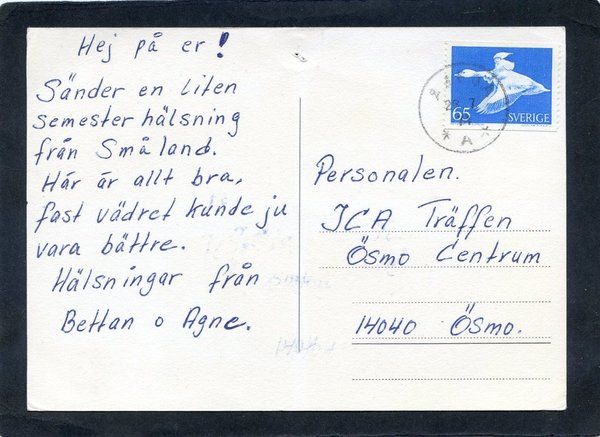 Hej på er!
Sänder en liten
semester hälsning
från Småland.
Här är allt bra,
fast vädret kunde ju
vara bättre.
Hälsningar från
Bettan o Agne.
65 SVERIGE
A
Personalen.
ICA Träffen
Ösmo Centrum
14040 Ösmo.